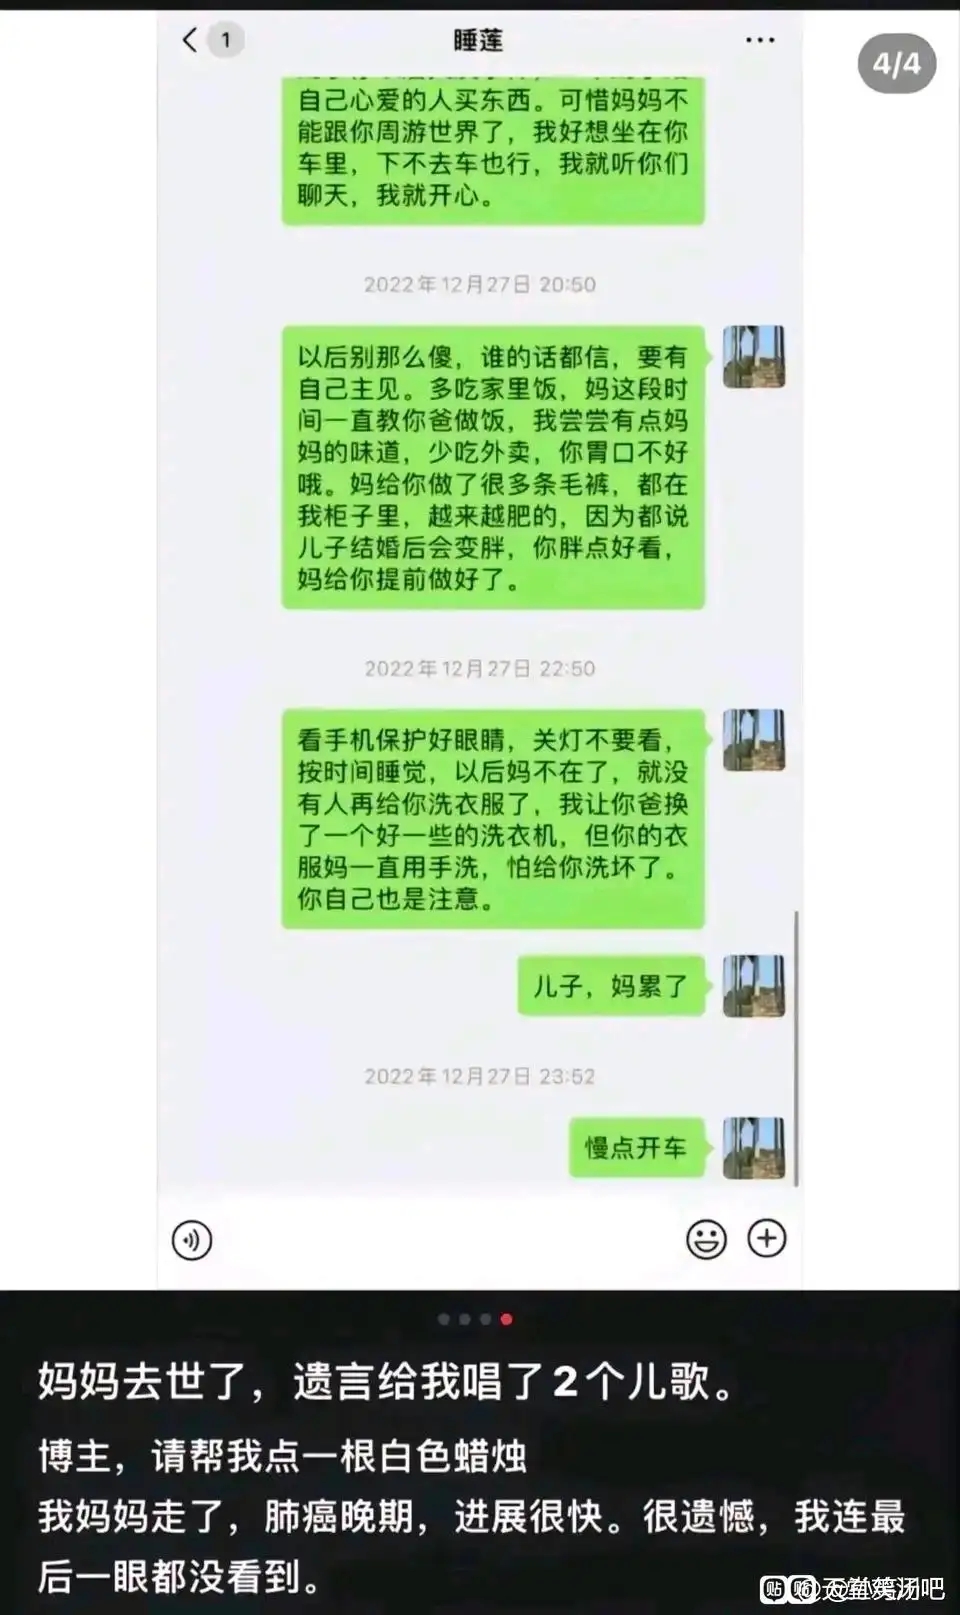 1
睡莲
4/4
自己心爱的人买东西。可惜妈妈不
能跟你周游世界了，我好想坐在你
车里，下不去车也行，我就听你们
聊天，我就开心。
2022年12月27日 20:50
以后别那么傻，谁的话都信，要有
自己主见。多吃家里饭，妈这段时
间一直教你爸做饭，我尝尝有点妈
妈的味道，少吃外卖，你胃口不好
哦。妈给你做了很多条毛裤，都在
我柜子里，越来越肥的，因为都说
儿子结婚后会变胖，你胖点好看，
妈给你提前做好了。
2022年12月27日 22:50
看手机保护好眼睛，关灯不要看，
按时间睡觉，以后妈不在了，就没
有人再给你洗衣服了，我让你爸换
了一个好一些的洗衣机，但你的衣
服妈一直用手洗，怕给你洗坏了。
你自己也是注意。
儿子，妈累了
2022年12月27日 23:52
慢点开车
妈妈去世了，遗言给我唱了2个儿歌。
博主，请帮我点一根白色蜡烛
我妈妈走了，肺癌晚期，进展很快。很遗憾，我连最
后一眼都没看到。